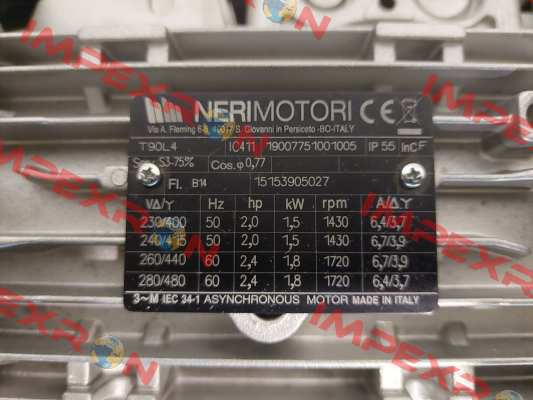 NERIMOTORI CE
Via A. Fleming 6-8, 40017 S. Giovanni in Persiceto -BO-ITALY
T90L4 IC411 19007751001005 IP 55 InCF
S3-75% Cos.φ0,77
Fl. B14 15153905027
VΔ/Y Hz hp kW rpm A/Δ Y
230/400 50 2,0 1,5 1430 6,4/3,7
240/415 50 2,0 1,5 1430 6,7/3,9
260/440 60 2,4 1,8 1720 6,7/3,9
280/480 60 2,4 1,8 1720 6,4/3,7
3~M IEC 34-1 ASYNCHRONOUS MOTOR MADE IN ITALY
IMPEXRON
IMPEXRON
IMPEXRON
IMPEXRON